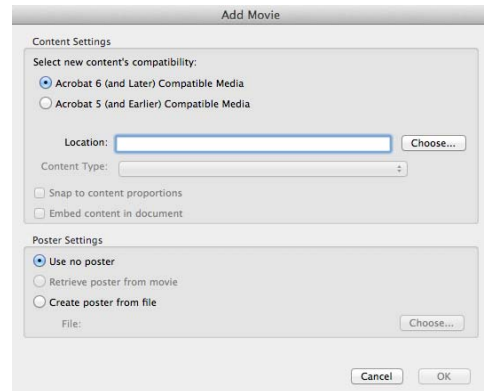 Add Movie
Content Settings
Select new content's compatibility:
Acrobat 6 (and Later) Compatible Media
Acrobat 5 (and Earlier) Compatible Media
Location: Choose...
Content Type:
Snap to content proportions
Embed content in document
Poster Settings
Use no poster
Retrieve poster from movie
Create poster from file
File: Choose...
Cancel OK